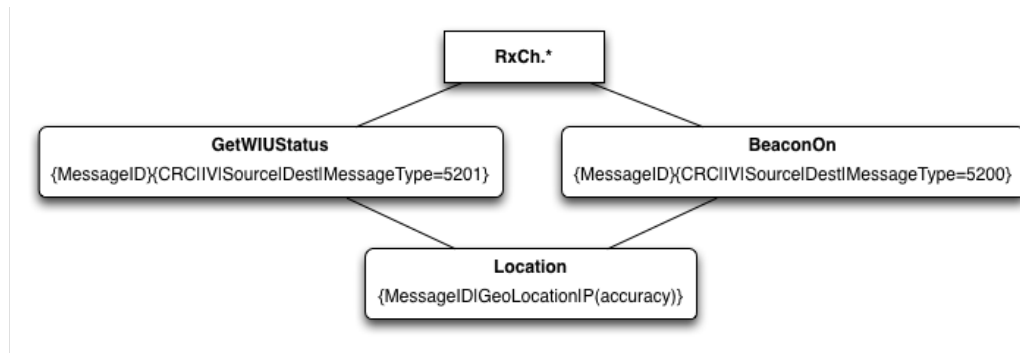 RxCh.*
GetWIUStatus
{MessageID}{CRC|IV|Source|Dest|MessageType=5201}
BeaconOn
{MessageID}{CRC|IV|Source|Dest|MessageType=5200}
Location
{MessageID|GeoLocation|P(accuracy)}